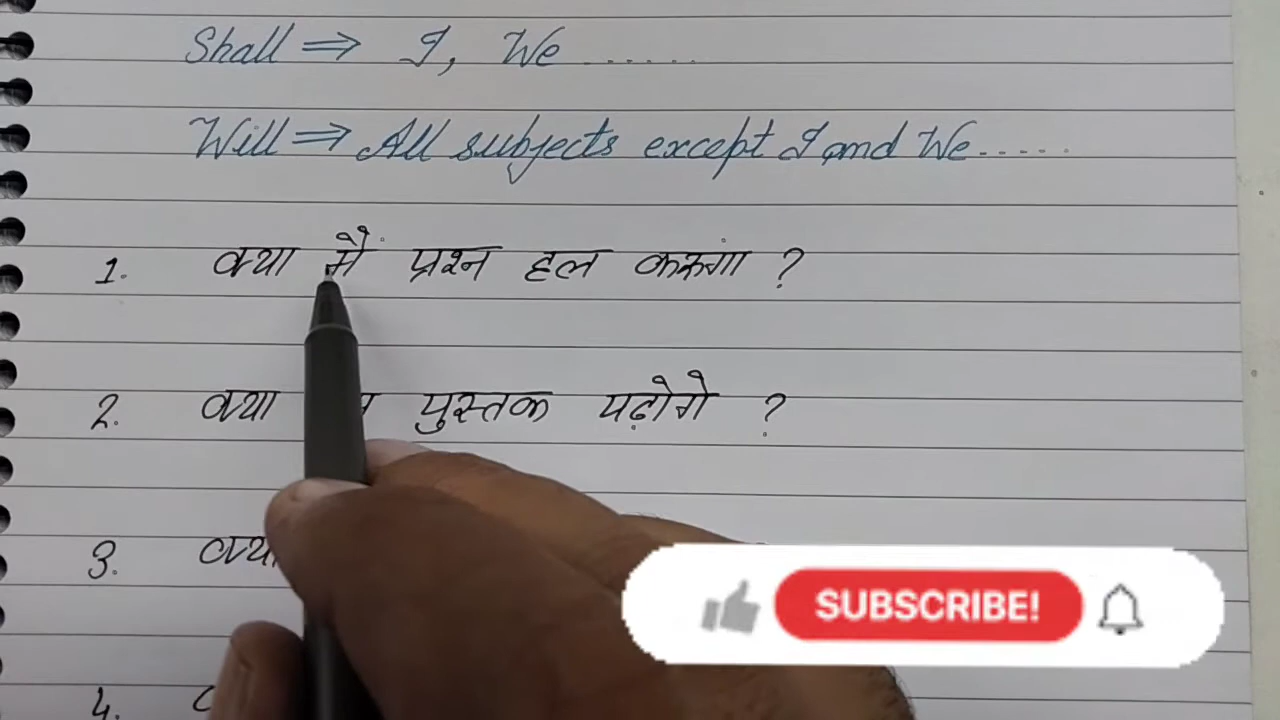 Shall ⇒ I, We ......
Will ⇒ All subjects except I and We.....
1. क्या मैं प्रश्न हल करुंगा ?
2. क्या पुस्तक पढ़ोगे ?
3. क्या
4.
SUBSCRIBE!